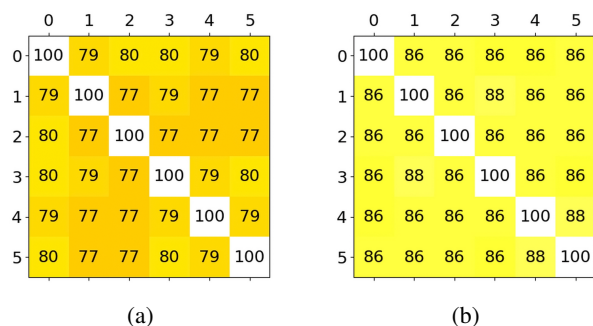 0 1 2 3 4 5
0 100 79 80 80 79 80
1 79 100 77 79 77 77
2 80 77 100 77 77 77
3 80 79 77 100 79 80
4 79 77 77 79 100 79
5 80 77 77 80 79 100
(a)
0 1 2 3 4 5
0 100 86 86 86 86 86
1 86 100 86 88 86 86
2 86 86 100 86 86 86
3 86 88 86 100 86 86
4 86 86 86 86 100 88
5 86 86 86 86 88 100
(b)